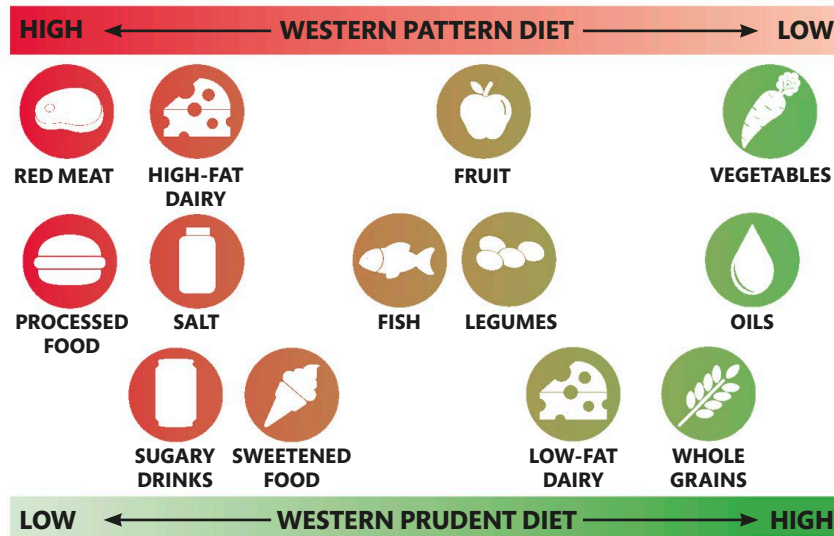 HIGH WESTERN PATTERN DIET LOW
RED MEAT
HIGH-FAT
DAIRY
FRUIT
VEGETABLES
PROCESSED
FOOD
SALT
FISH
LEGUMES
OILS
SUGARY
DRINKS
SWEETENED
FOOD
LOW-FAT
DAIRY
WHOLE
GRAINS
LOW WESTERN PRUDENT DIET HIGH